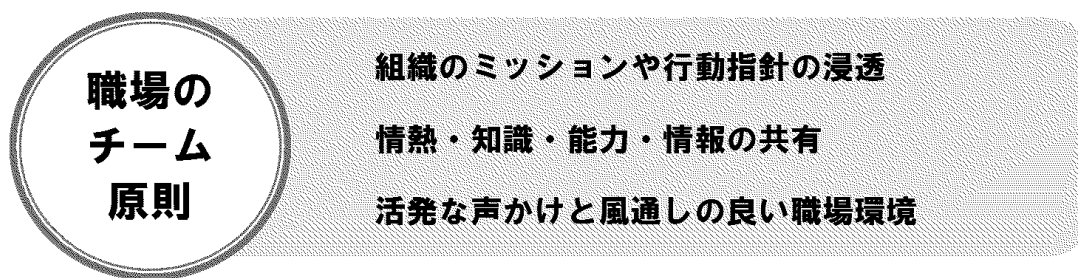 職場の
チーム
原則
組織のミッションや行動指針の浸透
情熱・知識・能力・情報の共有
活発な声かけと風通しの良い職場環境